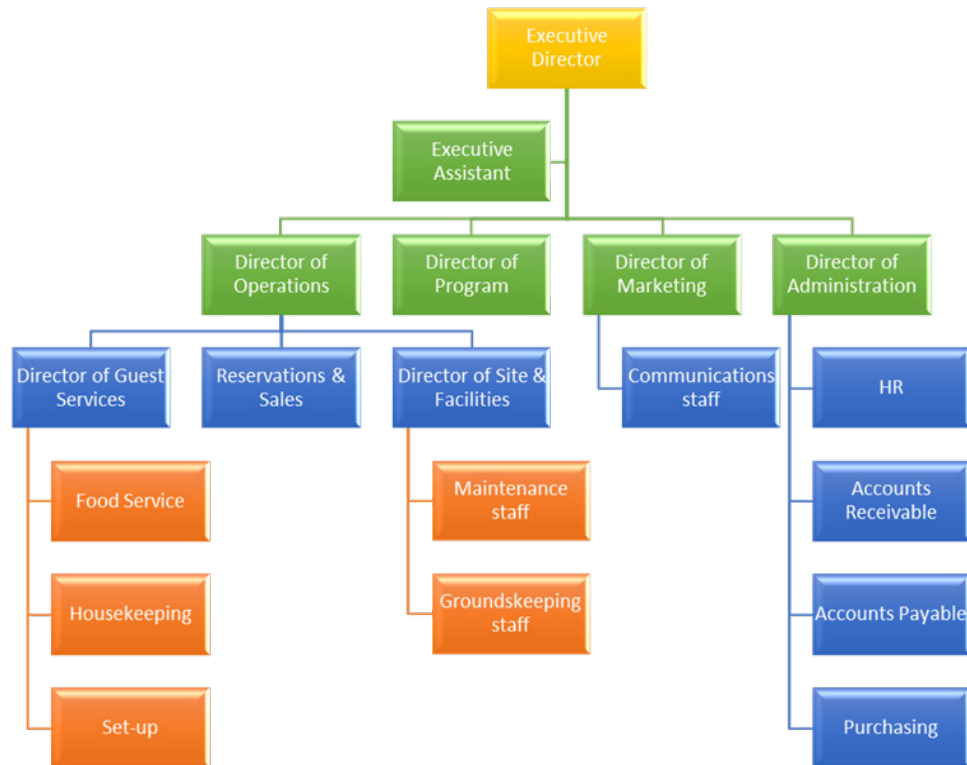 Executive
Director
Executive
Assistant
Director of
Operations
Director of
Program
Director of
Marketing
Director of
Administration
Director of Guest
Services
Reservations &
Sales
Director of Site &
Facilities
Communications
staff
HR
Food Service
Maintenance
staff
Accounts
Receivable
Housekeeping
Groundskeeping
staff
Accounts Payable
Set-up
Purchasing